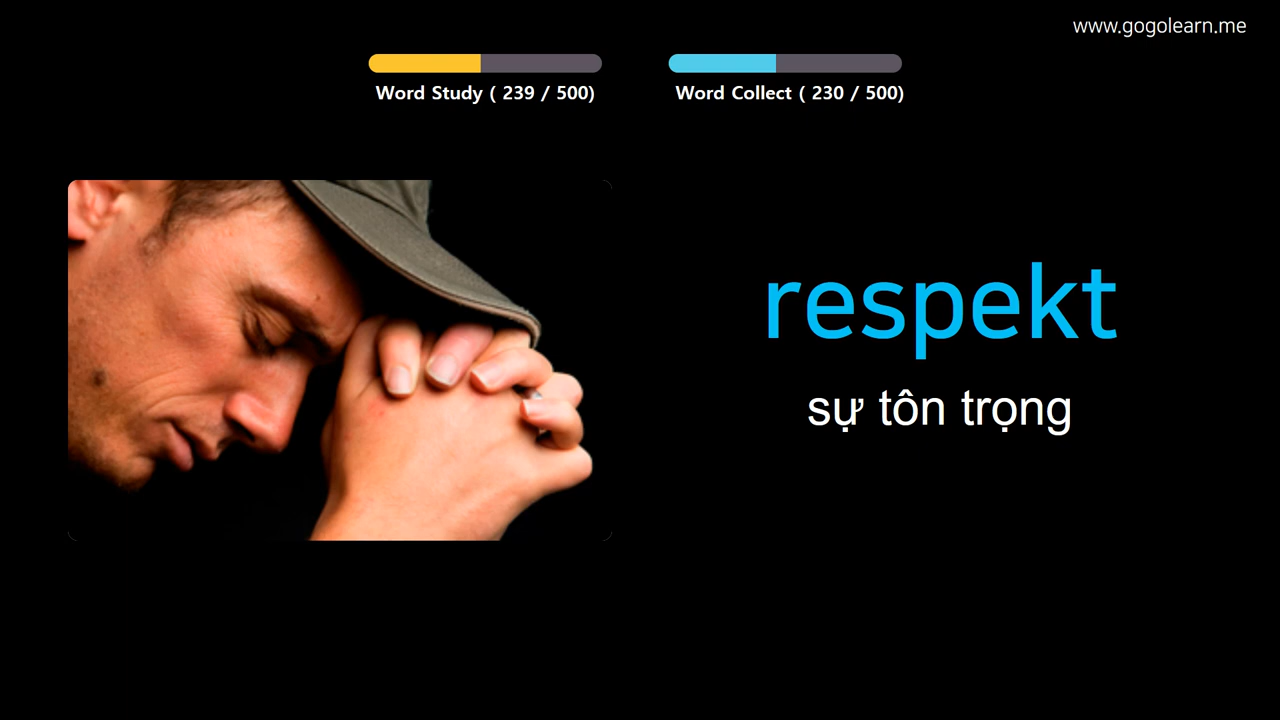 www.gogolearn.me
Word Study ( 239 / 500)
Word Collect ( 230 / 500)
respekt
sự tôn trọng